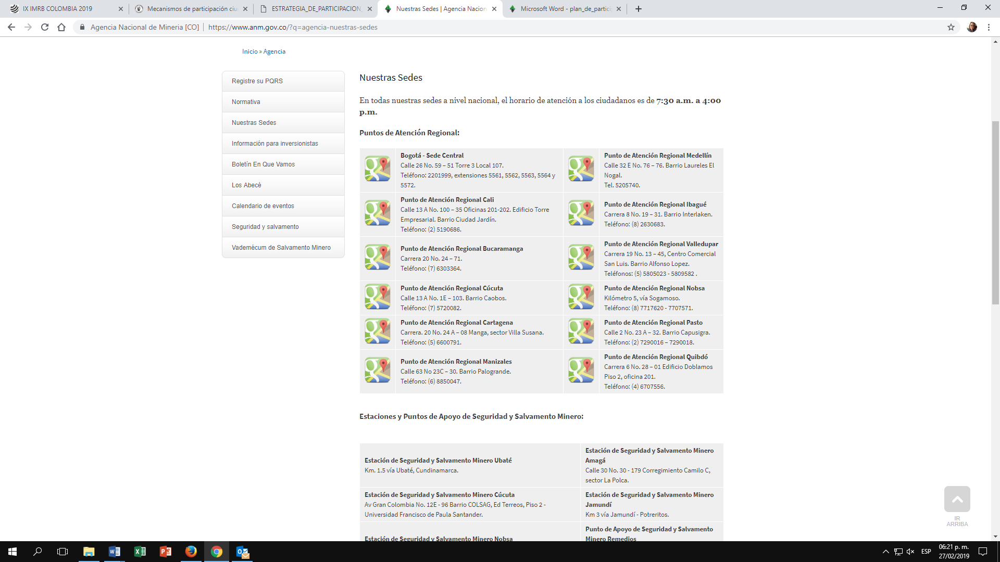 IX IMRB COLOMBIA 2019
Mecanismos de participación ciu
ESTRATEGIA_DE_PARTICIPACION_
Nuestras Sedes | Agencia Nacion
Microsoft Word - plan_de_partici
Agencia Nacional de Mineria [CO]
https://www.anm.gov.co/?q=agencia-nuestras-sedes
Inicio » Agencia
Registre su PQRS
Normativa
Nuestras Sedes
Información para inversionistas
Boletín En Que Vamos
Los Abecé
Calendario de eventos
Seguridad y salvamento
Vademécum de Salvamento Minero
Nuestras Sedes
En todas nuestras sedes a nivel nacional, el horario de atención a los ciudadanos es de 7:30 a.m. a 4:00
p.m.
Puntos de Atención Regional:
Bogotá - Sede Central
Calle 26 No. 59 – 51 Torre 3 Local 107.
Teléfono: 2201999, extensiones 5561, 5562, 5563, 5564 y
5572.
Punto de Atención Regional Medellín
Calle 32 E No. 76 – 76. Barrio Laureles El
Nogal.
Tel. 5205740.
Punto de Atención Regional Cali
Calle 13 A No. 100 – 35 Oficinas 201-202. Edificio Torre
Empresarial. Barrio Ciudad Jardín.
Teléfono: (2) 5190686.
Punto de Atención Regional Ibagué
Carrera 8 No. 19 – 31. Barrio Interlaken.
Teléfono: (8) 2630683.
Punto de Atención Regional Bucaramanga
Carrera 20 No. 24 – 71.
Teléfono: (7) 6303364.
Punto de Atención Regional Valledupar
Carrera 19 No. 13 – 45, Centro Comercial
San Luis. Barrio Alfonso Lopez.
Teléfonos: (5) 5805023 - 5809582 .
Punto de Atención Regional Cúcuta
Calle 13 A No. 1E – 103. Barrio Caobos.
Teléfono: (7) 5720082.
Punto de Atención Regional Nobsa
Kilómetro 5, vía Sogamoso.
Teléfono: (8) 7717620 - 7707571.
Punto de Atención Regional Cartagena
Carrera. 20 No. 24 A – 08 Manga, sector Villa Susana.
Teléfono: (5) 6600791.
Punto de Atención Regional Pasto
Calle 2 No. 23 A – 32. Barrio Capusigra.
Teléfono: (2) 7290016 – 7290018.
Punto de Atención Regional Manizales
Calle 63 No 23C – 30. Barrio Palogrande.
Teléfono: (6) 8850047.
Punto de Atención Regional Quibdó
Carrera 6 No. 28 – 01 Edificio Doblamos
Piso 2, oficina 201.
Teléfono: (4) 6707556.
Estaciones y Puntos de Apoyo de Seguridad y Salvamento Minero:
Estación de Seguridad y Salvamento Minero Ubaté
Km. 1.5 vía Ubaté, Cundinamarca.
Estación de Seguridad y Salvamento Minero
Amagá
Calle 30 No. 30 - 179 Corregimiento Camilo C,
sector La Polca.
Estación de Seguridad y Salvamento Minero Cúcuta
Av Gran Colombia No. 12E - 96 Barrio COLSAG, Ed Terreos, Piso 2 -
Universidad Francisco de Paula Santander.
Estación de Seguridad y Salvamento Minero
Jamundí
Km 3 vía Jamundí - Potreritos.
Estación de Seguridad y Salvamento Minero Nobsa
Punto de Apoyo de Seguridad y Salvamento
Minero Remedios
IR
ARRIBA
ESP
06:21 p. m.
27/02/2019